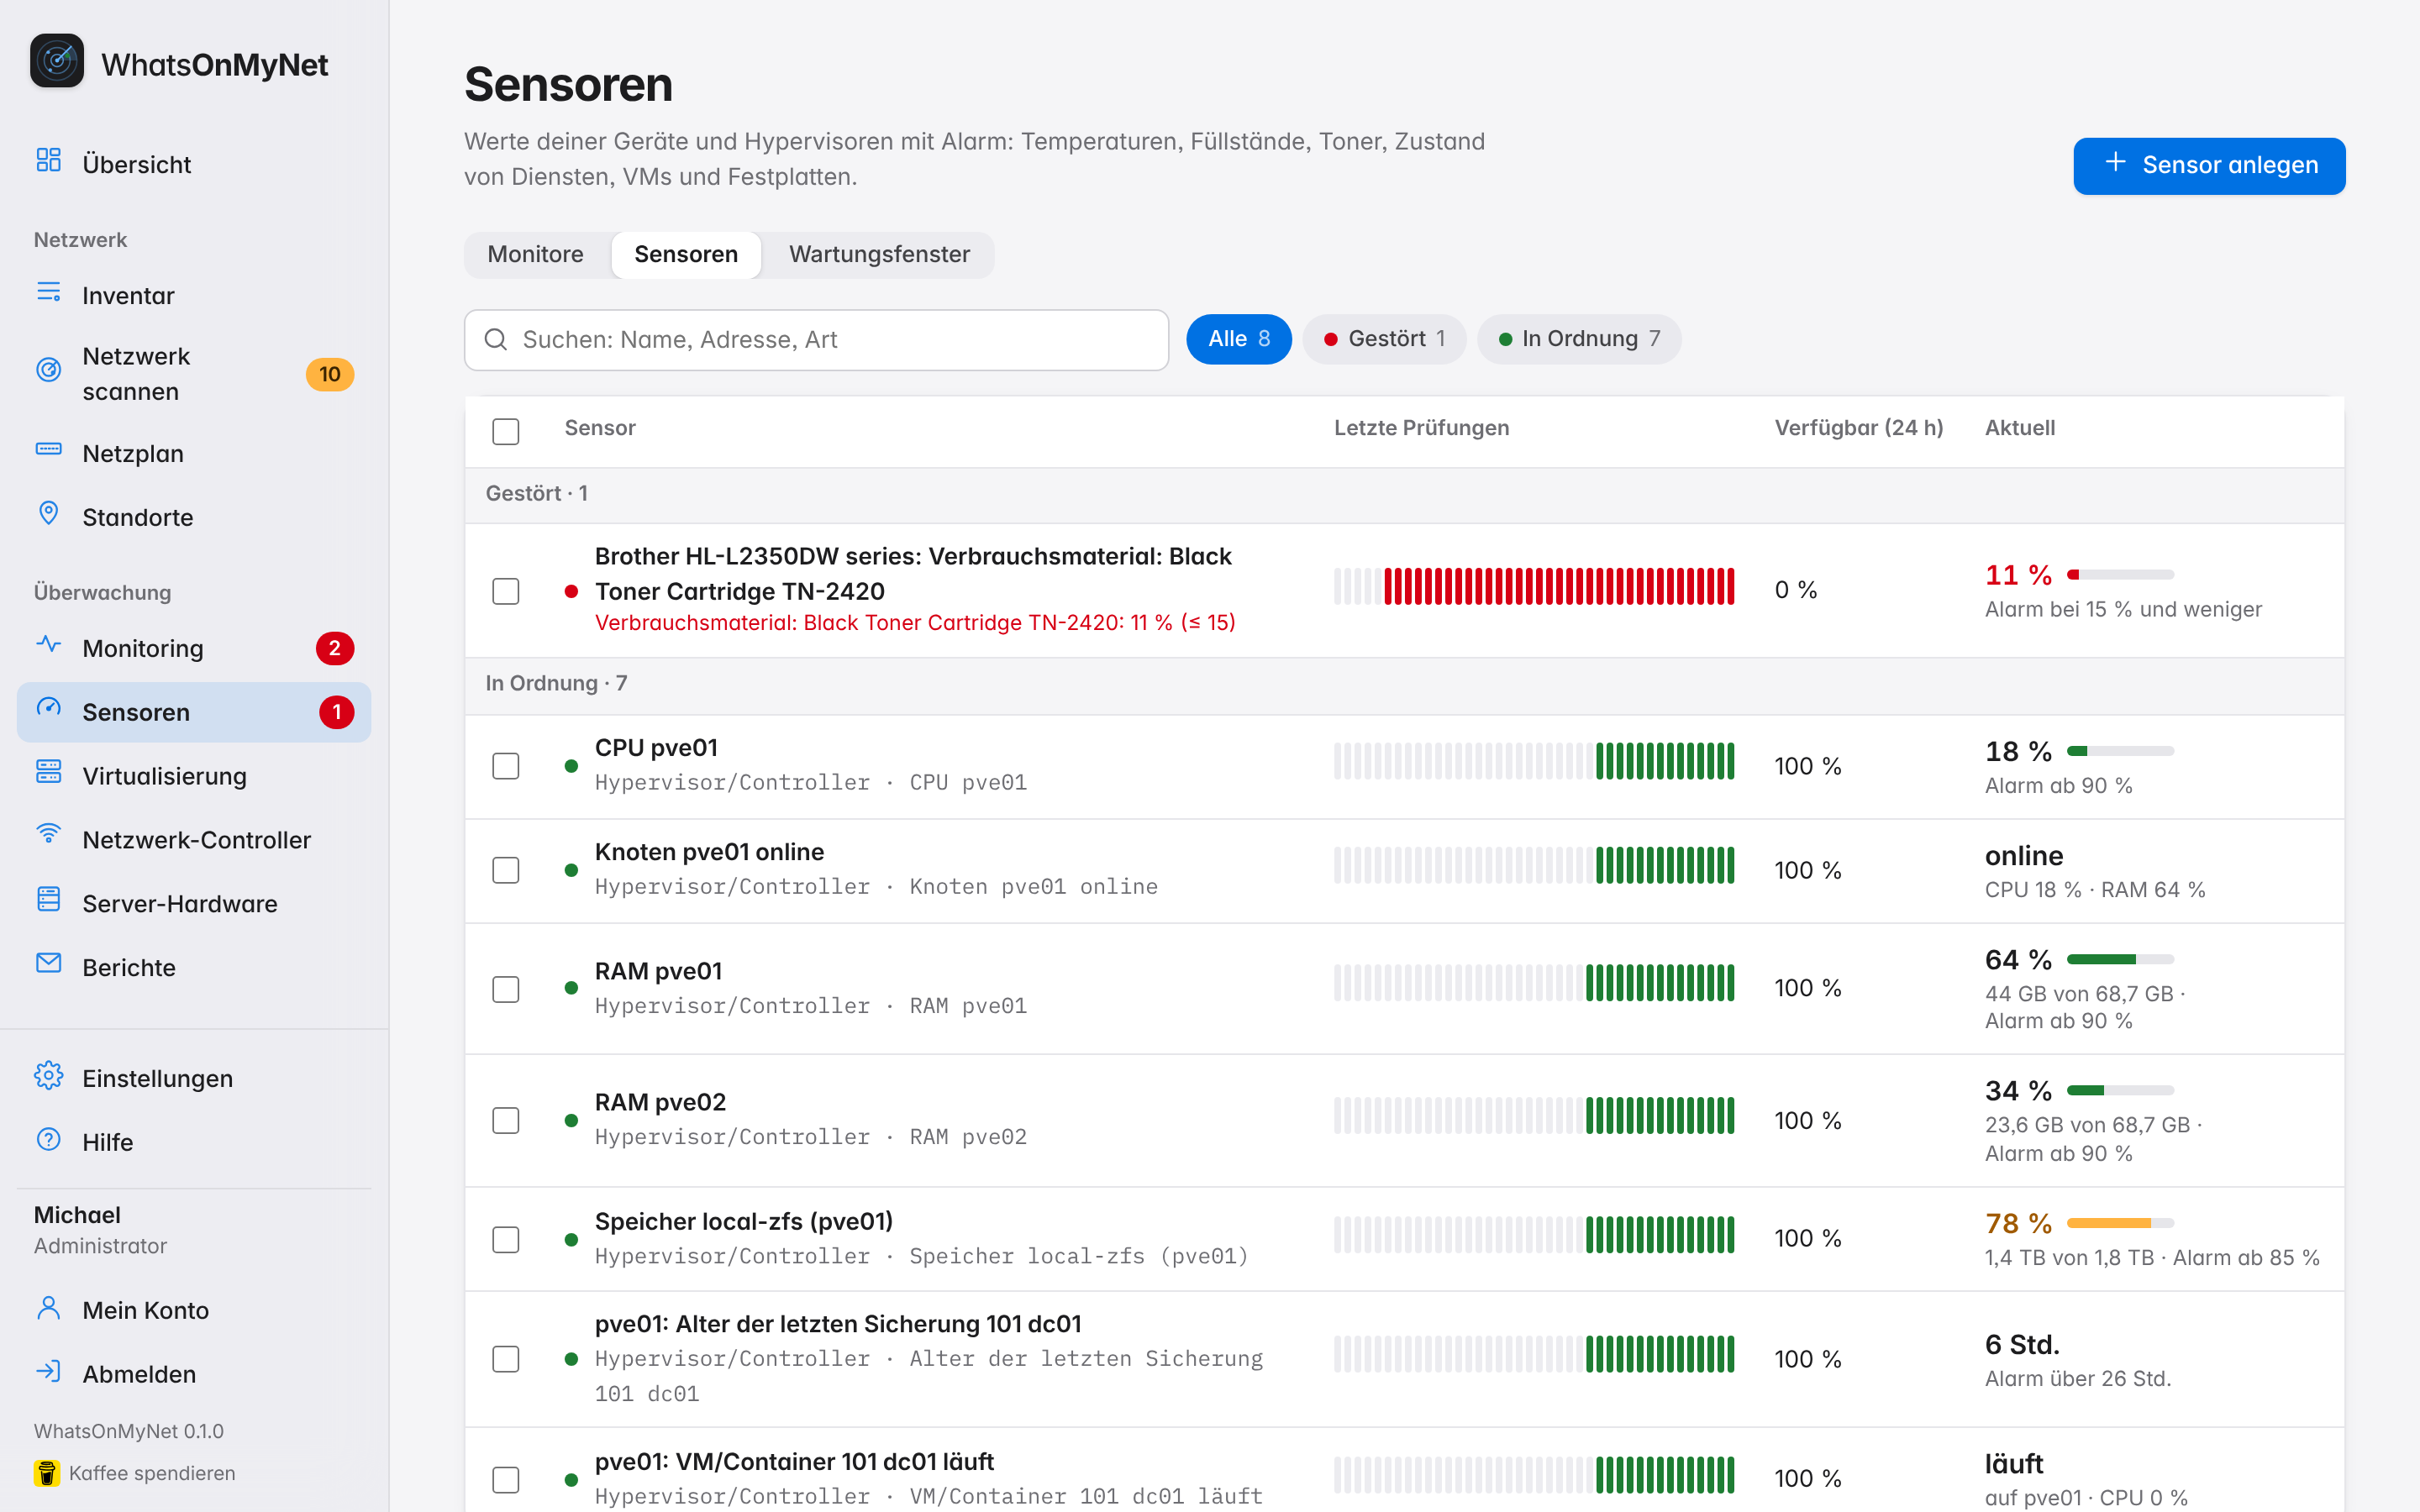 WhatsOnMyNet
Übersicht
Netzwerk
Inventar
Netzwerk
scannen
10
Netzplan
Standorte
Überwachung
Monitoring
2
Sensoren
1
Virtualisierung
Netzwerk-Controller
Server-Hardware
Berichte
Einstellungen
Hilfe
Michael
Administrator
Mein Konto
Abmelden
WhatsOnMyNet 0.1.0
Kaffee spendieren
Sensoren
Werte deiner Geräte und Hypervisoren mit Alarm: Temperaturen, Füllstände, Toner, Zustand
von Diensten, VMs und Festplatten.
Sensor anlegen
Monitore
Sensoren
Wartungsfenster
Suchen: Name, Adresse, Art
Alle 8
Gestört 1
In Ordnung 7
Sensor
Letzte Prüfungen
Verfügbar (24 h)
Aktuell
Gestört · 1
Brother HL-L2350DW series: Verbrauchsmaterial: Black
Toner Cartridge TN-2420
Verbrauchsmaterial: Black Toner Cartridge TN-2420: 11 % (≤ 15)
0 %
11 %
Alarm bei 15 % und weniger
In Ordnung · 7
CPU pve01
Hypervisor/Controller · CPU pve01
100 %
18 %
Alarm ab 90 %
Knoten pve01 online
Hypervisor/Controller · Knoten pve01 online
100 %
online
CPU 18 % · RAM 64 %
RAM pve01
Hypervisor/Controller · RAM pve01
100 %
64 %
44 GB von 68,7 GB ·
Alarm ab 90 %
RAM pve02
Hypervisor/Controller · RAM pve02
100 %
34 %
23,6 GB von 68,7 GB ·
Alarm ab 90 %
Speicher local-zfs (pve01)
Hypervisor/Controller · Speicher local-zfs (pve01)
100 %
78 %
1,4 TB von 1,8 TB · Alarm ab 85 %
pve01: Alter der letzten Sicherung 101 dc01
Hypervisor/Controller · Alter der letzten Sicherung
101 dc01
100 %
6 Std.
Alarm über 26 Std.
pve01: VM/Container 101 dc01 läuft
Hypervisor/Controller · VM/Container 101 dc01 läuft
100 %
läuft
auf pve01 · CPU 0 %